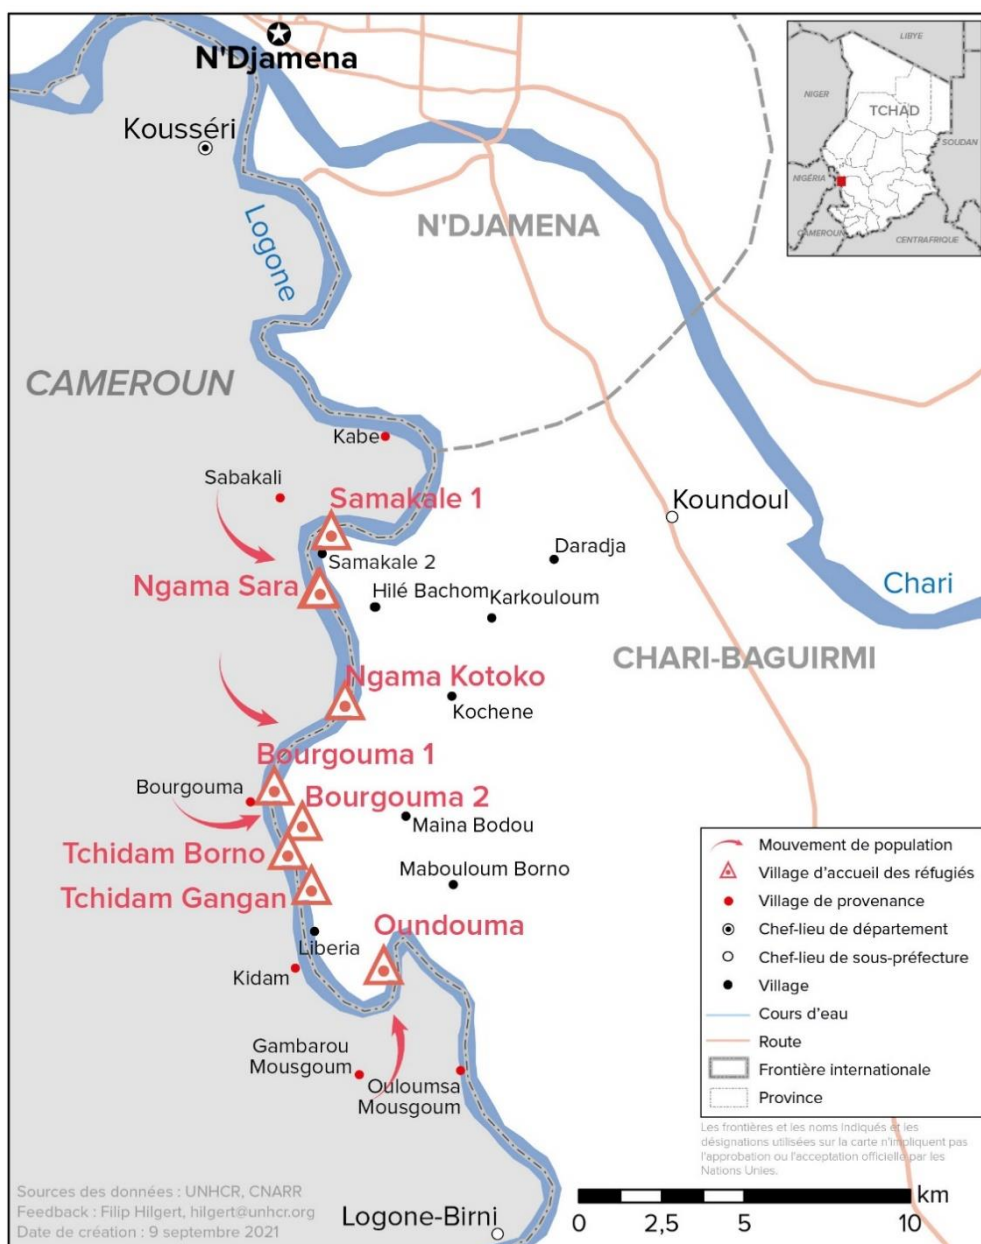 N'Djamena
Kousséri
Logone
N'DJAMENA
LIBYE
NIGER
TCHAD
SOUDAN
NIGÉRIA
CAMEROUN
CENTRAFRIQUE
CAMEROUN
Kabe
Sabakali
Samakale 1
Koundoul
Samakale 2
Daradja
Ngama Sara
Hilé Bachom
Karkouloum
Chari
CHARI-BAGUIRMI
Ngama Kotoko
Kochene
Bourgouma 1
Bourgouma
Bourgouma 2
Maina Bodou
Tchidam Borno
Mabouloum Borno
Tchidam Gangan
Oundouma
Liberia
Kidam
Gambarou
Mousgoum
Ouloumsa
Mousgoum
Logone-Birni
Mouvement de population
Village d'accueil des réfugiés
Village de provenance
Chef-lieu de département
Chef-lieu de sous-préfecture
Village
Cours d'eau
Route
Frontière internationale
Province
Les frontières et les noms indiqués et les
désignations utilisées sur la carte n'impliquent pas
l'approbation ou l'acceptation officielle par les
Nations Unies.
Sources des données : UNHCR, CNARR
Feedback : Filip Hilgert, hilgert@unhcr.org
Date de création : 9 septembre 2021
km
0 2,5 5 10